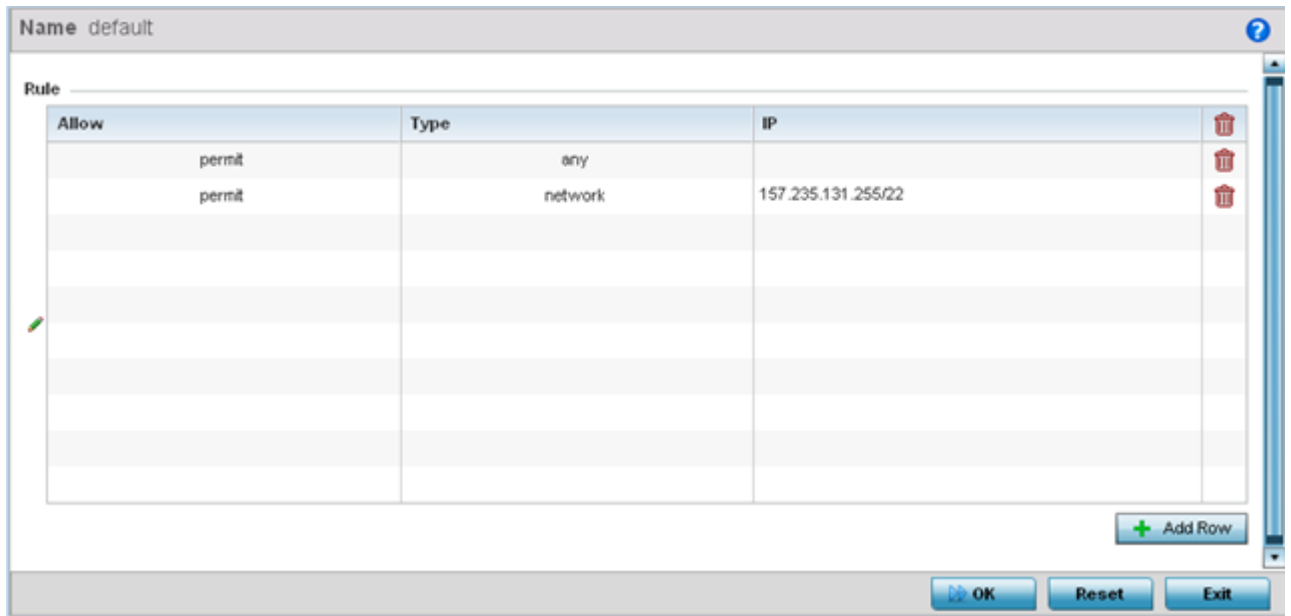 Name default
?
Rule
Allow Type IP
permit any
permit network 157.235.131.255/22
Add Row
OK Reset Exit